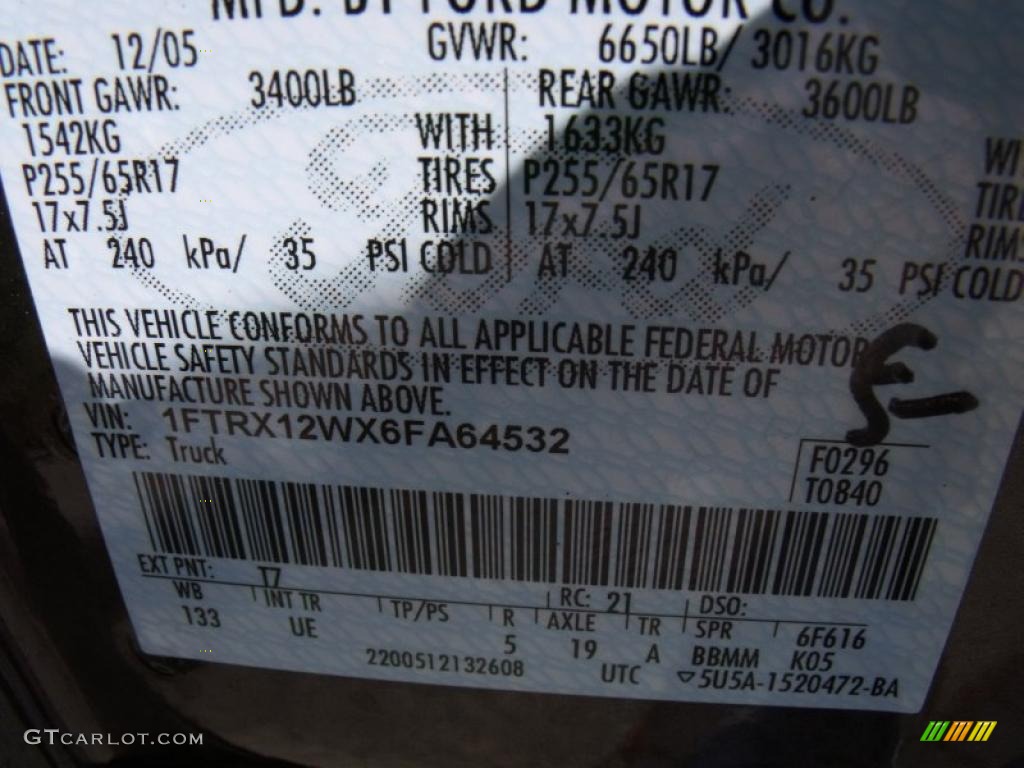 MFD. BY FORD MOTOR CO.
DATE: 12/05 GVWR: 6650LB/ 3016KG
FRONT GAWR: 3400LB REAR GAWR: 3600LB
1542KG WITH 1633KG WI
P255/65R17 TIRES P255/65R17 TIRE
17x7.5J RIMS 17x7.5J RIMS
AT 240 kPa/ 35 PSI COLD AT 240 kPa/ 35 PSI COLD
THIS VEHICLE CONFORMS TO ALL APPLICABLE FEDERAL MOTOR
VEHICLE SAFETY STANDARDS IN EFFECT ON THE DATE OF
MANUFACTURE SHOWN ABOVE.
VIN: 1FTRX12WX6FA64532
TYPE: Truck
F0296
T0840
EXT PNT: T7 RC: 21 DSO:
WB INT TR TP/PS R AXLE TR SPR 6F616
133 UE 5 19 A BBMM K05
2200512132608 UTC 5U5A-1520472-BA
Ford
GTCARLOT.COM